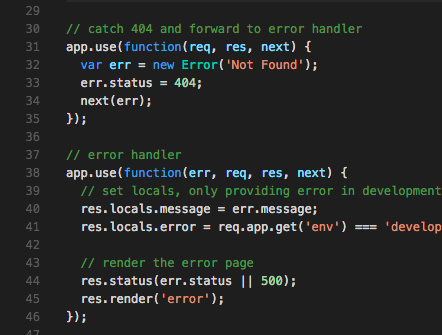 29
30 // catch 404 and forward to error handler
31 app.use(function(req, res, next) {
32   var err = new Error('Not Found');
33   err.status = 404;
34   next(err);
35 });
36
37 // error handler
38 app.use(function(err, req, res, next) {
39   // set locals, only providing error in development
40   res.locals.message = err.message;
41   res.locals.error = req.app.get('env') === 'develop
42
43   // render the error page
44   res.status(err.status || 500);
45   res.render('error');
46 });
47